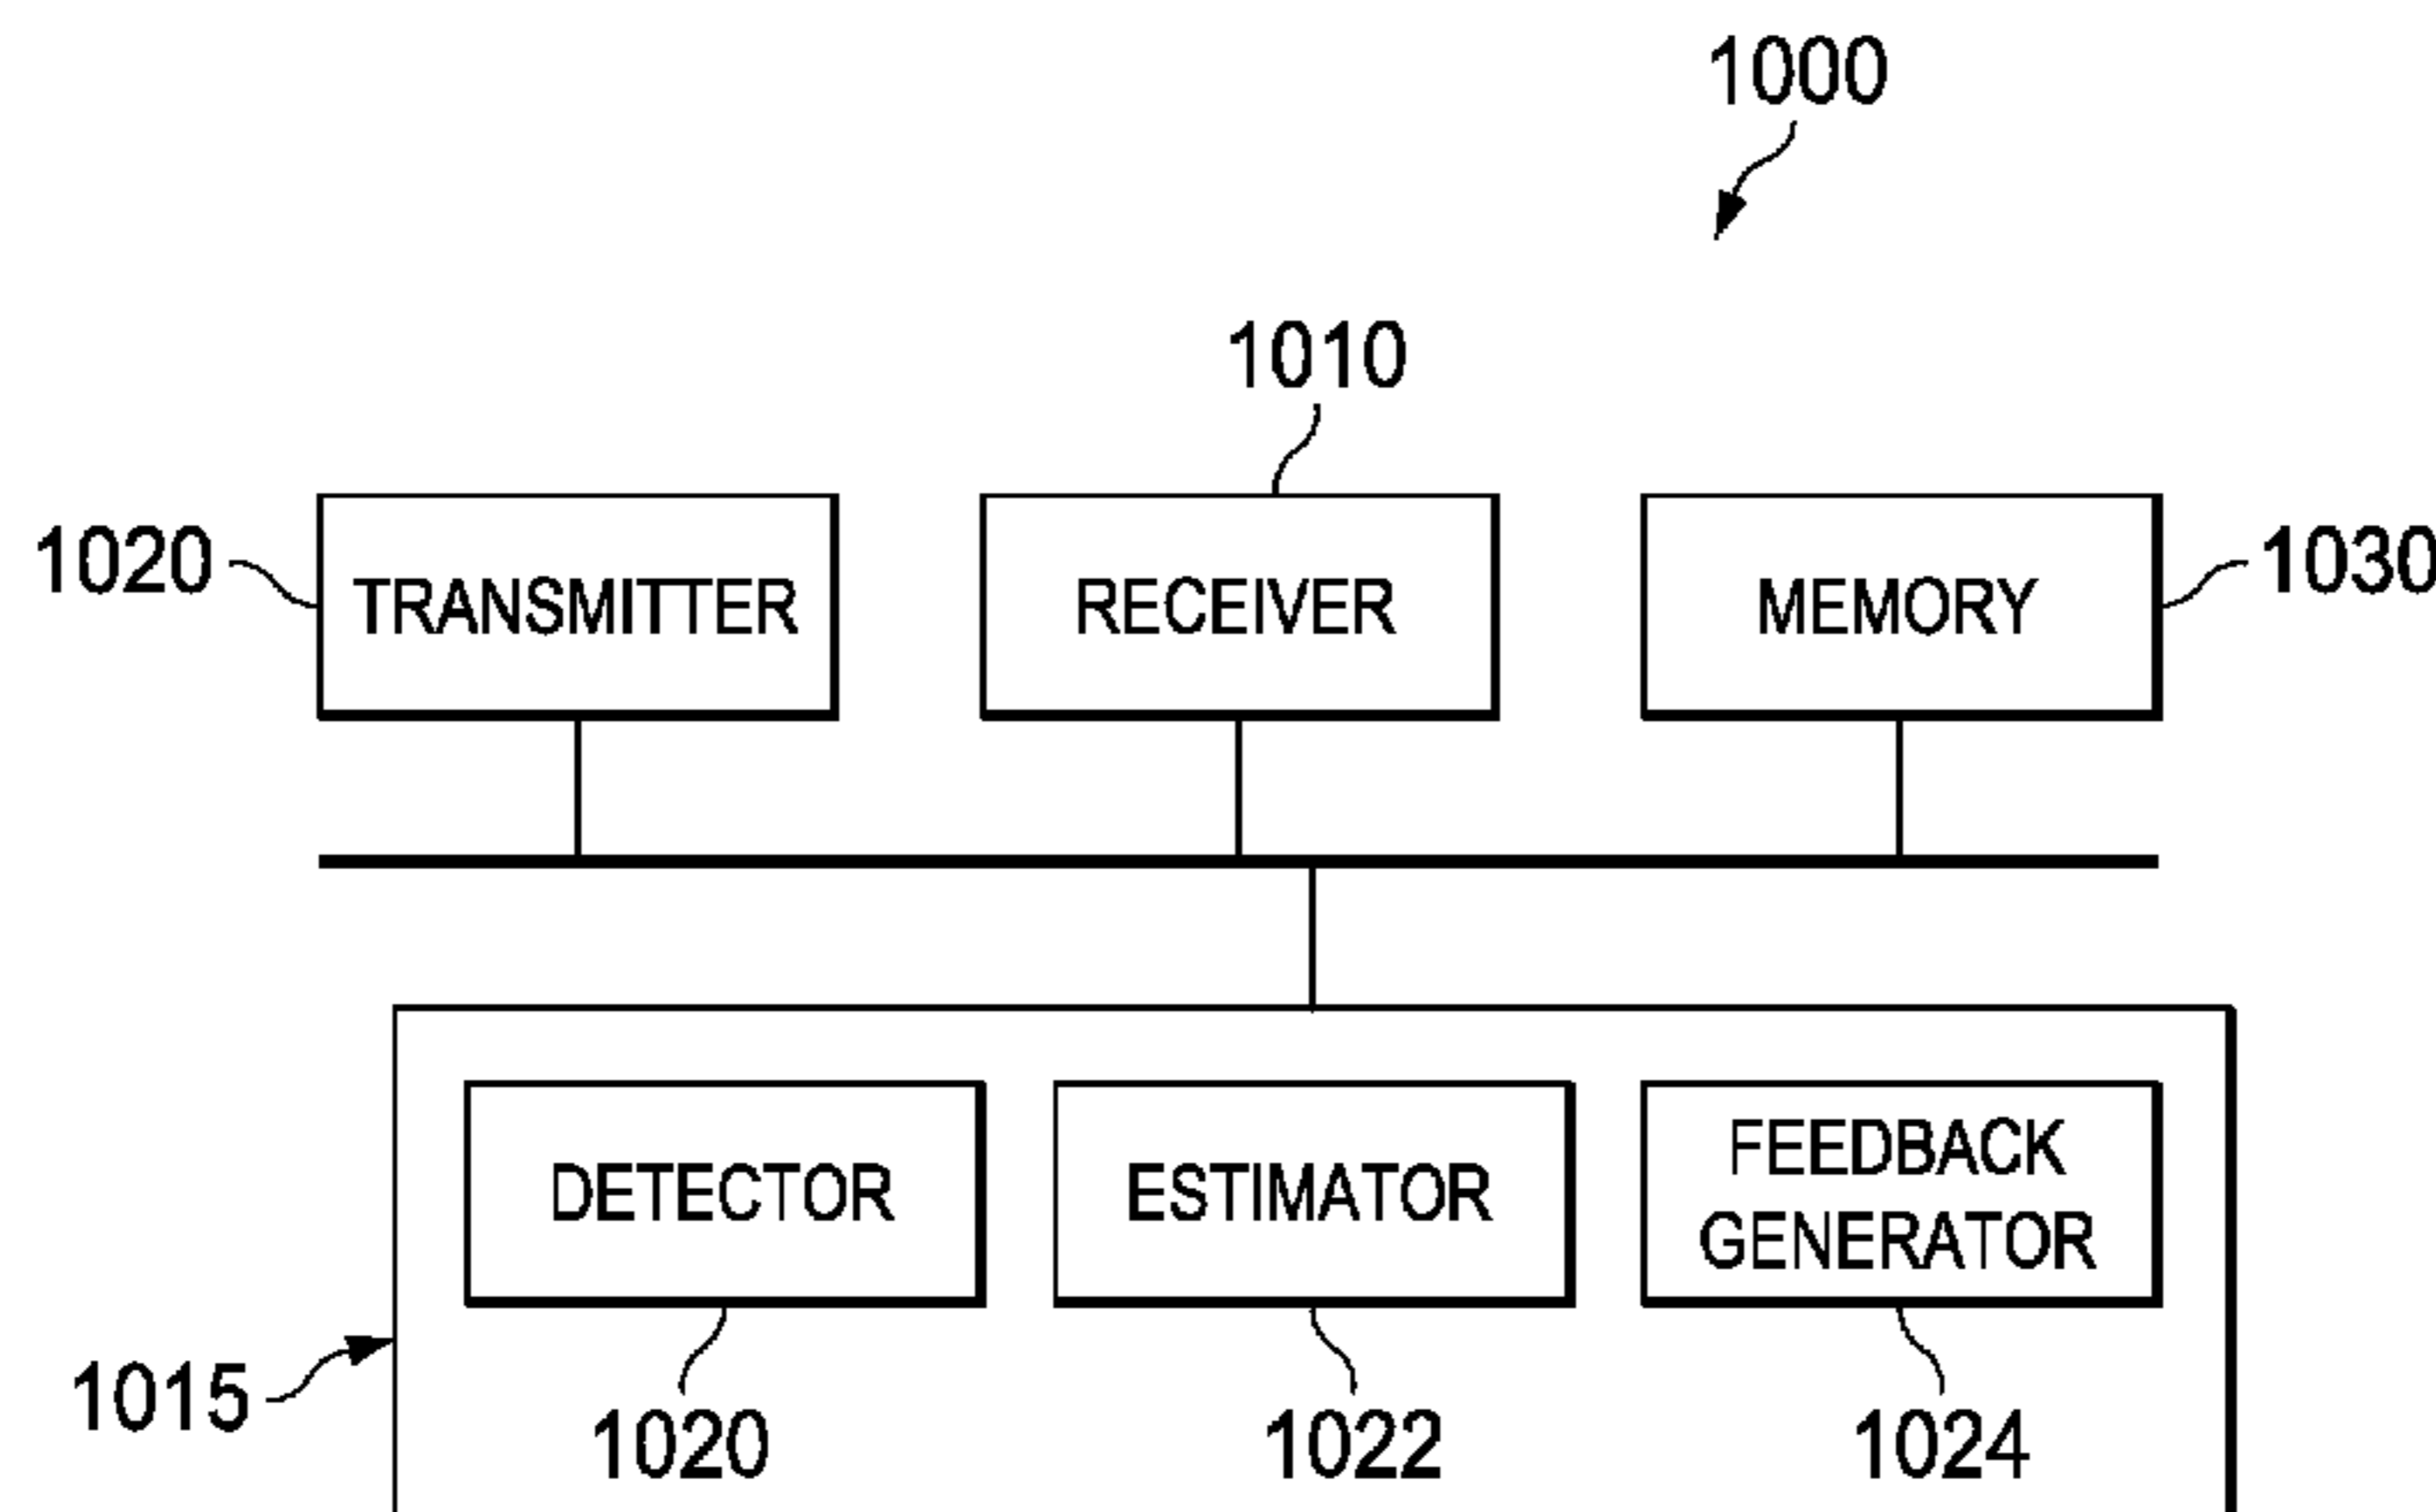 1000
1010
1020
TRANSMITTER
RECEIVER
MEMORY
1030
DETECTOR
ESTIMATOR
FEEDBACK
GENERATOR
1015
1020
1022
1024